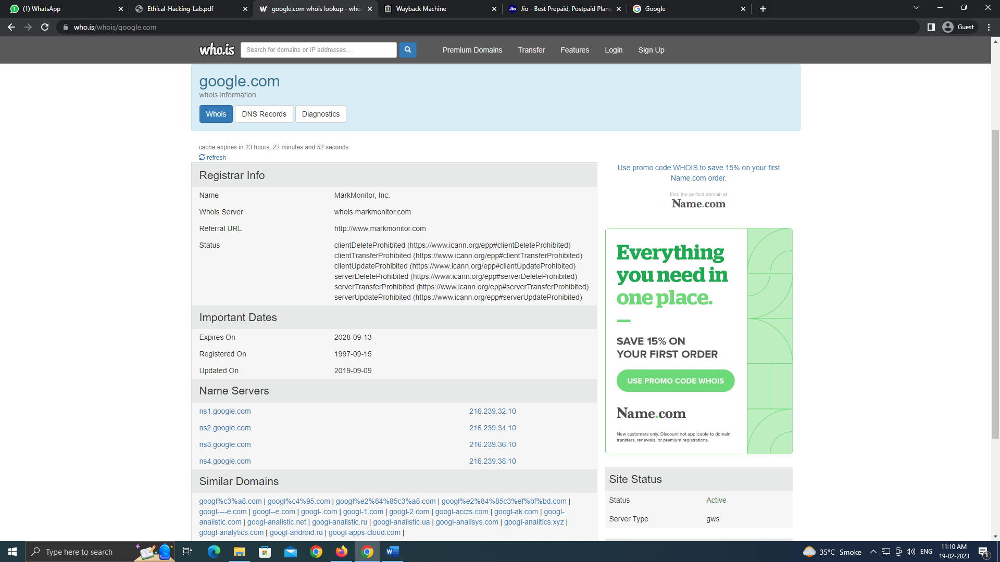 (1) WhatsApp
Ethical-Hacking-Lab.pdf
google.com whois lookup - who.i
Wayback Machine
Jio - Best Prepaid, Postpaid Plans
Google
who.is/whois/google.com
Guest
who.is
Search for domains or IP addresses...
Premium Domains
Transfer
Features
Login
Sign Up
google.com
whois information
Whois
DNS Records
Diagnostics
cache expires in 23 hours, 22 minutes and 52 seconds
refresh
Registrar Info
Name MarkMonitor, Inc.
Whois Server whois.markmonitor.com
Referral URL http://www.markmonitor.com
Status clientDeleteProhibited (https://www.icann.org/epp#clientDeleteProhibited)
clientTransferProhibited (https://www.icann.org/epp#clientTransferProhibited)
clientUpdateProhibited (https://www.icann.org/epp#clientUpdateProhibited)
serverDeleteProhibited (https://www.icann.org/epp#serverDeleteProhibited)
serverTransferProhibited (https://www.icann.org/epp#serverTransferProhibited)
serverUpdateProhibited (https://www.icann.org/epp#serverUpdateProhibited)
Important Dates
Expires On 2028-09-13
Registered On 1997-09-15
Updated On 2019-09-09
Name Servers
ns1.google.com 216.239.32.10
ns2.google.com 216.239.34.10
ns3.google.com 216.239.36.10
ns4.google.com 216.239.38.10
Similar Domains
googl%c3%a8.com | googl%c4%95.com | googl%e2%84%85c3%a8.com | googl%e2%84%85c3%ef%bf%bd.com |
googl----e.com | googl--e.com | googl-.com | googl-1.com | googl-2.com | googl-accts.com | googl-ak.com | googl-
analistic.com | googl-analistic.net | googl-analistic.ru | googl-analistic.ua | googl-analisys.com | googl-analitics.xyz |
googl-analytics.com | googl-android.ru | googl-apps-cloud.com |
Use promo code WHOIS to save 15% on your first
Name.com order.
Find the perfect domain at
Name.com
Everything
you need in
one place.
SAVE 15% ON
YOUR FIRST ORDER
USE PROMO CODE WHOIS
Name.com
New customers only. Discount not applicable to domain
transfers, renewals, or premium registrations.
Site Status
Status Active
Server Type gws
Type here to search
35°C Smoke
ENG
11:10 AM
19-02-2023
1